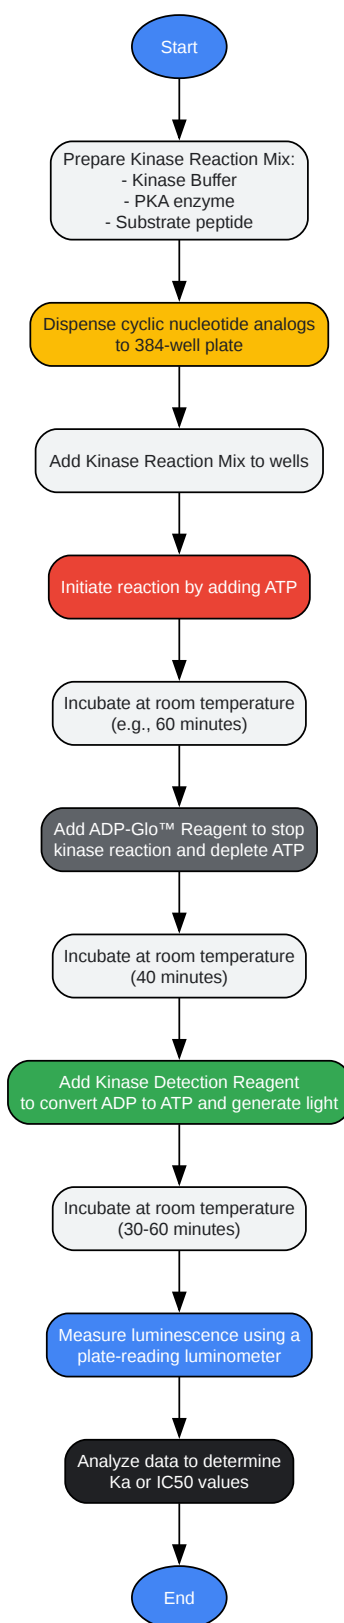 Start
Prepare Kinase Reaction Mix:
- Kinase Buffer
- PKA enzyme
- Substrate peptide
Dispense cyclic nucleotide analogs
to 384-well plate
Add Kinase Reaction Mix to wells
Initiate reaction by adding ATP
Incubate at room temperature
(e.g., 60 minutes)
Add ADP-Glo™ Reagent to stop
kinase reaction and deplete ATP
Incubate at room temperature
(40 minutes)
Add Kinase Detection Reagent
to convert ADP to ATP and generate light
Incubate at room temperature
(30-60 minutes)
Measure luminescence using a
plate-reading luminometer
Analyze data to determine
Ka or IC50 values
End